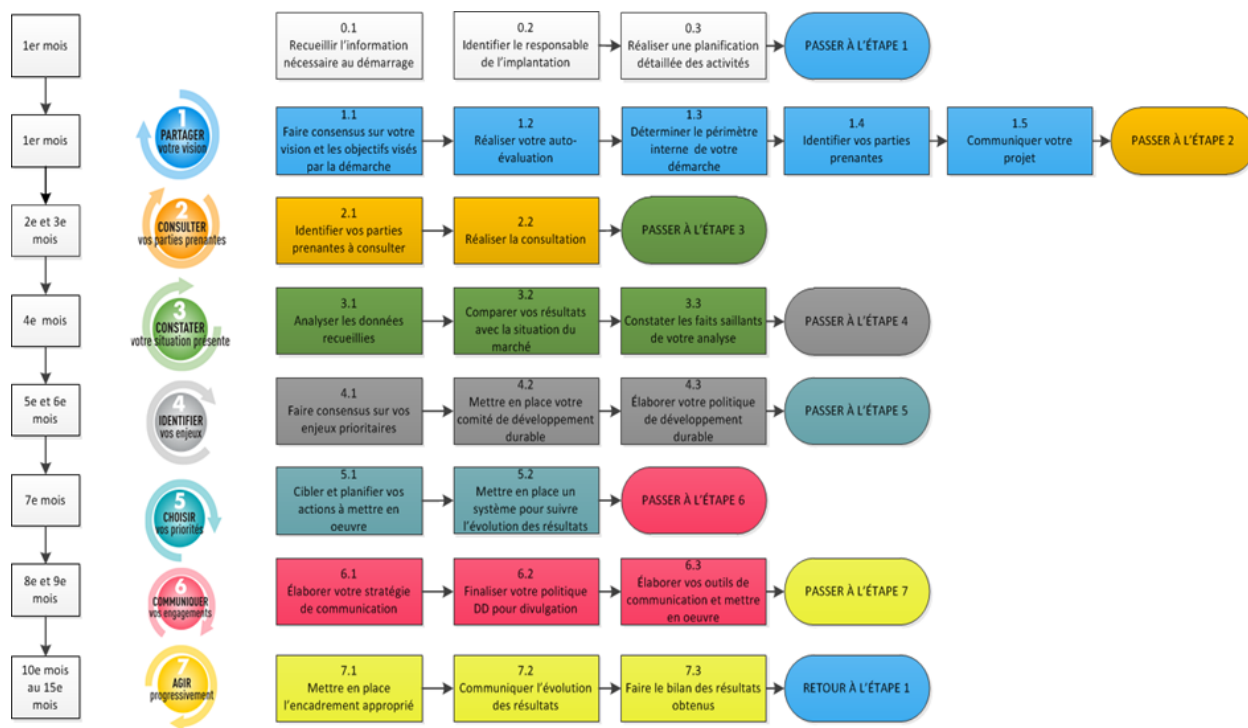 1er mois
0.1
Recueillir l'information
nécessaire au démarrage
0.2
Identifier le responsable
de l'implantation
0.3
Réaliser une planification
détaillée des activités
PASSER À L'ÉTAPE 1
1er mois
1
PARTAGER
votre vision
1.1
Faire consensus sur votre
vision et les objectifs visés
par la démarche
1.2
Réaliser votre auto-
évaluation
1.3
Déterminer le périmètre
interne de votre
démarche
1.4
Identifier vos parties
prenantes
1.5
Communiquer votre
projet
PASSER À L'ÉTAPE 2
2e et 3e
mois
2
CONSULTER
vos parties prenantes
2.1
Identifier vos parties
prenantes à consulter
2.2
Réaliser la consultation
PASSER À L'ÉTAPE 3
4e mois
3
CONSTATER
votre situation présente
3.1
Analyser les données
recueillies
3.2
Comparer vos résultats
avec la situation du
marché
3.3
Constater les faits saillants
de votre analyse
PASSER À L'ÉTAPE 4
5e et 6e
mois
4
IDENTIFIER
vos enjeux
4.1
Faire consensus sur vos
enjeux prioritaires
4.2
Mettre en place votre
comité de développement
durable
4.3
Élaborer votre politique
de développement
durable
PASSER À L'ÉTAPE 5
7e mois
5
CHOISIR
vos priorités
5.1
Cibler et planifier vos
actions à mettre en
oeuvre
5.2
Mettre en place un
système pour suivre
l'évolution des résultats
PASSER À L'ÉTAPE 6
8e et 9e
mois
6
COMMUNIQUER
vos engagements
6.1
Élaborer votre stratégie
de communication
6.2
Finaliser votre politique
DD pour divulgation
6.3
Élaborer vos outils de
communication et mettre
en oeuvre
PASSER À L'ÉTAPE 7
10e mois
au 15e
mois
7
AGIR
progressivement
7.1
Mettre en place
l'encadrement approprié
7.2
Communiquer l'évolution
des résultats
7.3
Faire le bilan des résultats
obtenus
RETOUR À L'ÉTAPE 1